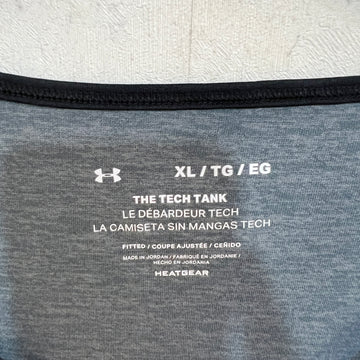 XL / TG / EG
THE TECH TANK
LE DÉBARDEUR TECH
LA CAMISETA SIN MANGAS TECH
FITTED / COUPE AJUSTÉE / CEÑIDO
MADE IN JORDAN / FABRIQUÉ EN JORDANIE /
HECHO EN JORDANIA
HEATGEAR